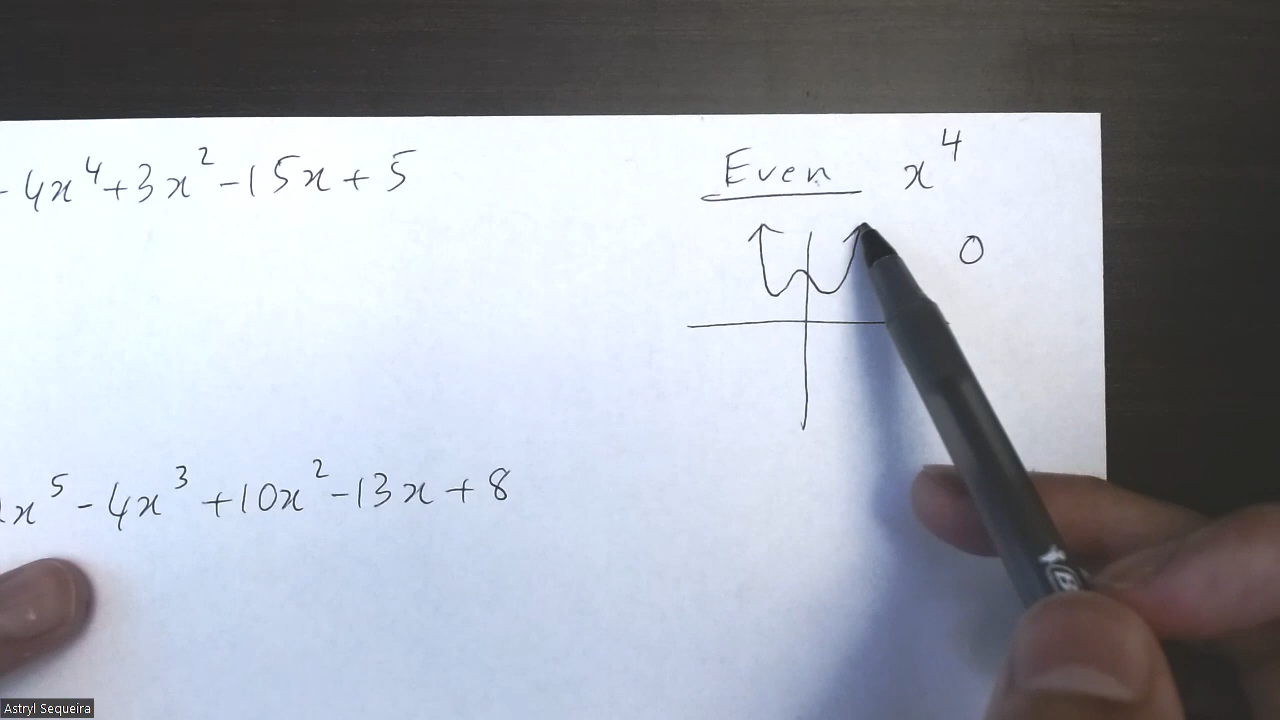 - 4x⁴+3x²-15x+5
Even x⁴
0
x⁵-4x³+10x²-13x+8
Astryl Sequeira